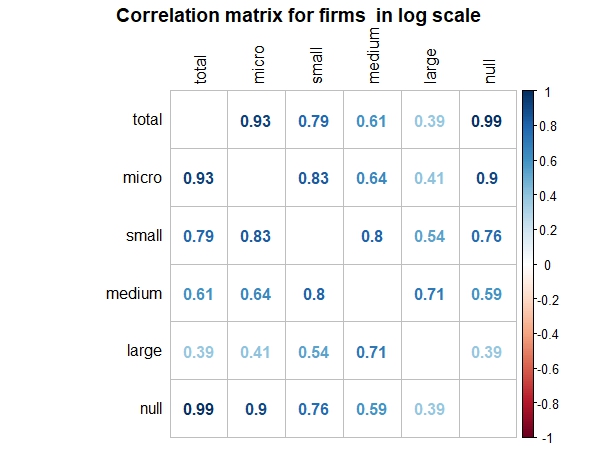 Correlation matrix for firms  in log scale
total micro small medium large null
total 0.93 0.79 0.61 0.39 0.99
micro 0.93 0.83 0.64 0.41 0.9
small 0.79 0.83 0.8 0.54 0.76
medium 0.61 0.64 0.8 0.71 0.59
large 0.39 0.41 0.54 0.71 0.39
null 0.99 0.9 0.76 0.59 0.39
1
0.8
0.6
0.4
0.2
0
-0.2
-0.4
-0.6
-0.8
-1